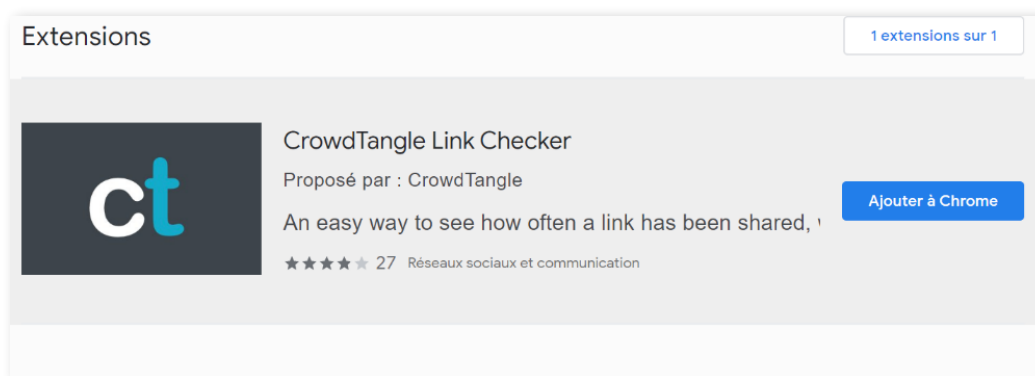 Extensions
1 extensions sur 1
ct
CrowdTangle Link Checker
Proposé par : CrowdTangle
An easy way to see how often a link has been shared,
Ajouter à Chrome
27 Réseaux sociaux et communication